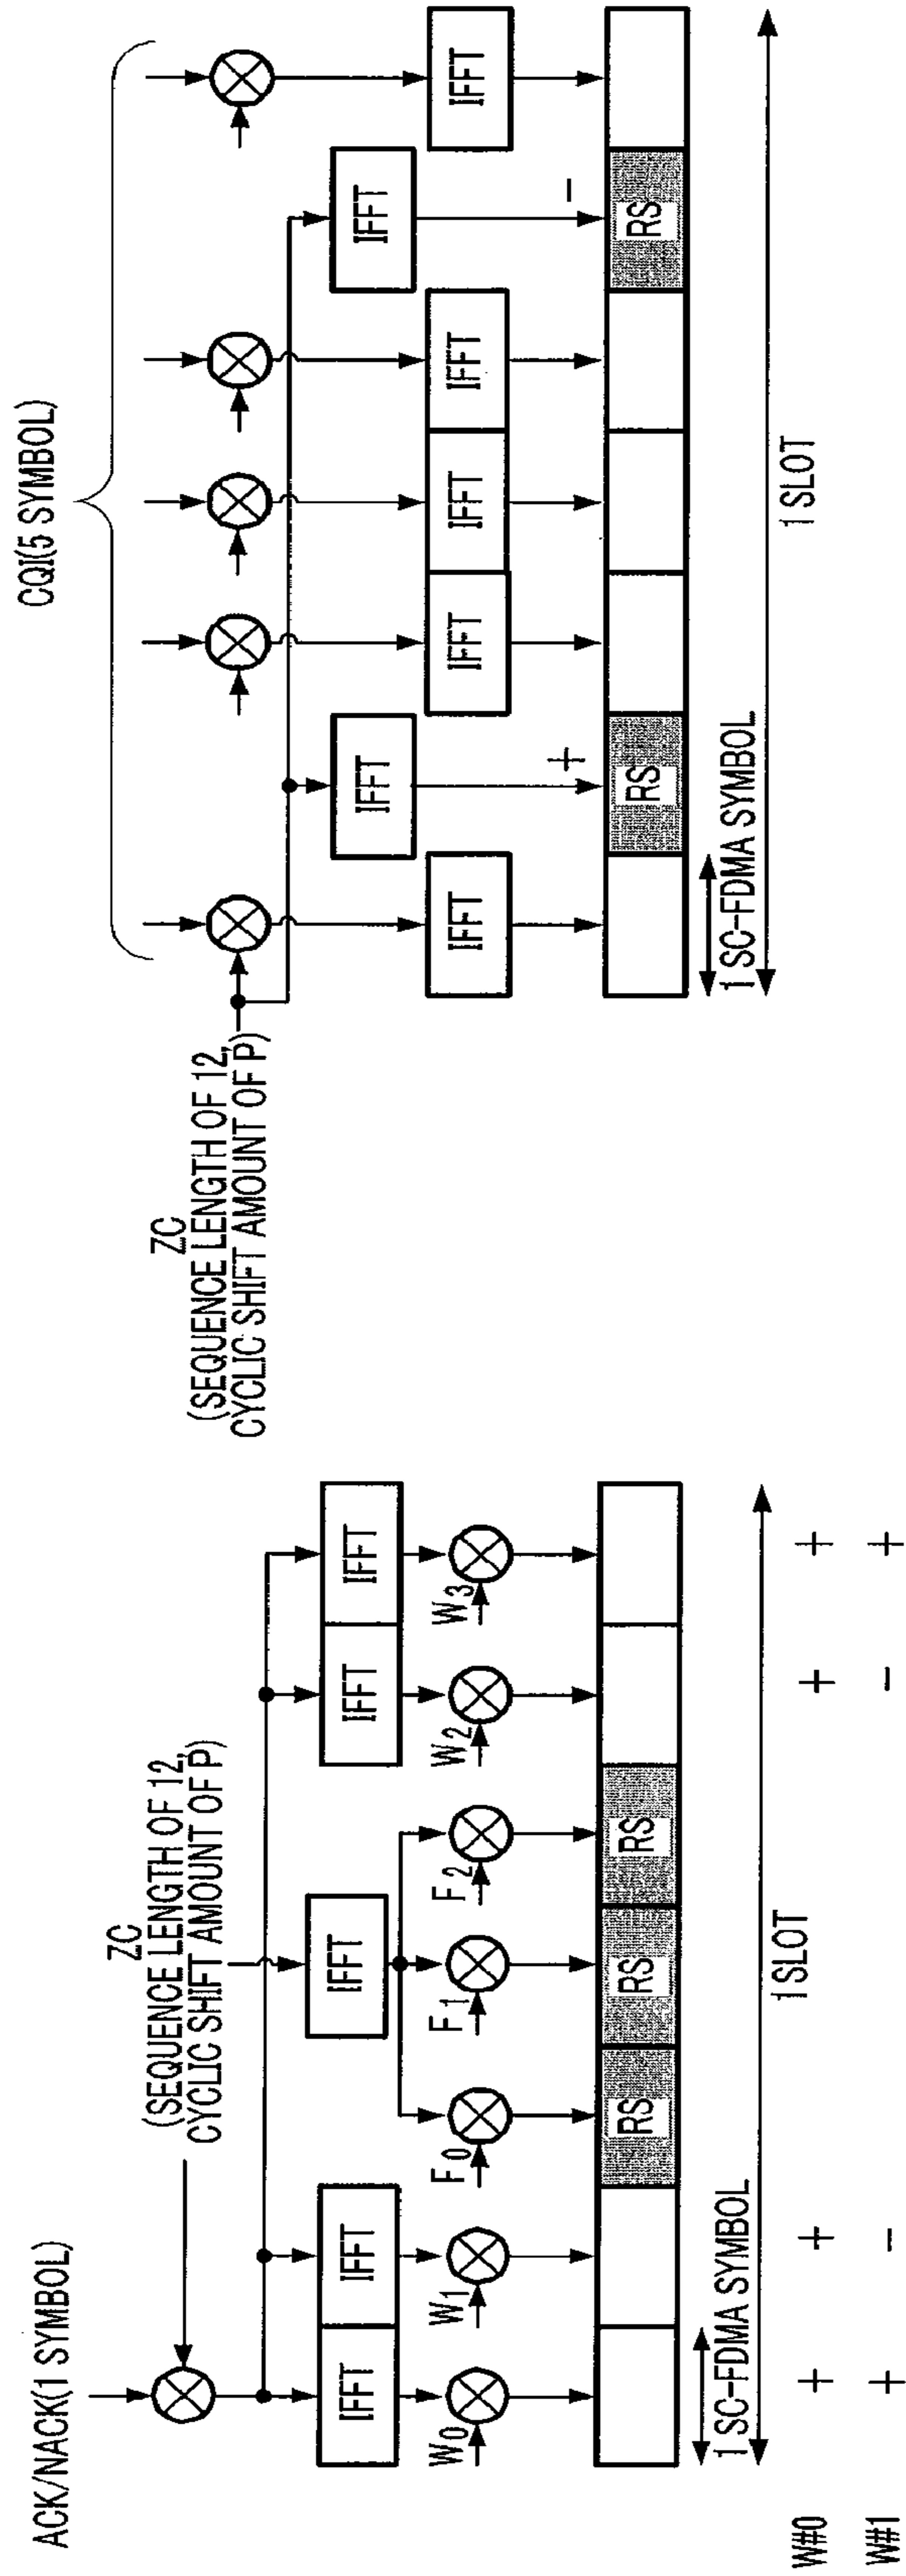 ACK/NACK(1 SYMBOL)
ZC
(SEQUENCE LENGTH OF 12,
CYCLIC SHIFT AMOUNT OF P)
IFFT
IFFT
IFFT
IFFT
IFFT
W0
W1
F0
F1
F2
W2
W3
RS
RS
RS
1 SC-FDMA SYMBOL
1 SLOT
W#0 + + + +
W#1 + - - +
CQI(5 SYMBOL)
ZC
(SEQUENCE LENGTH OF 12,
CYCLIC SHIFT AMOUNT OF P)
IFFT
IFFT
IFFT
IFFT
IFFT
IFFT
IFFT
+
-
RS
RS
1 SC-FDMA SYMBOL
1 SLOT